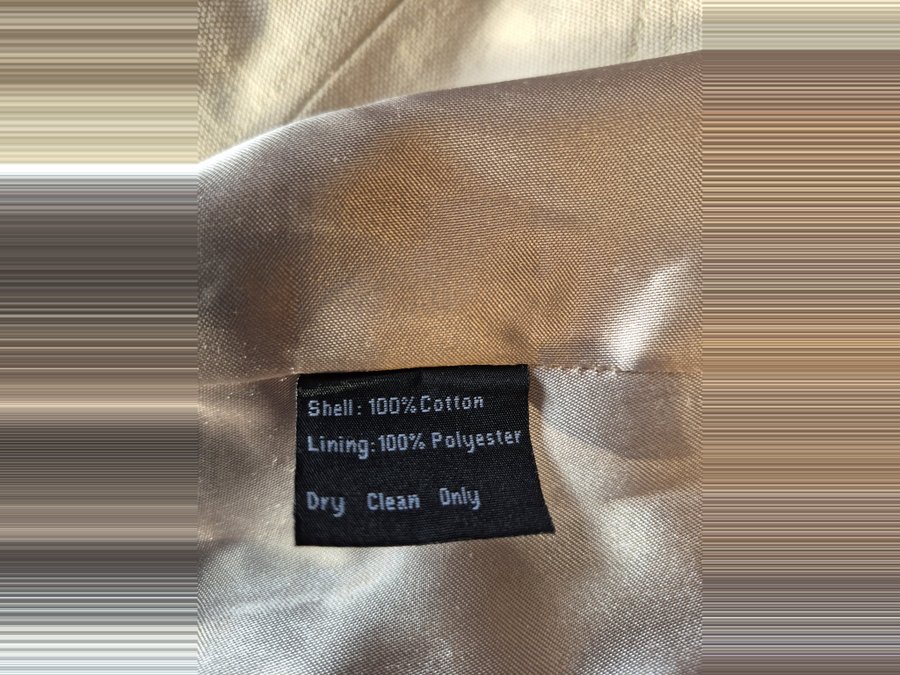 Shell: 100% Cotton
Lining: 100% Polyester
Dry Clean Only